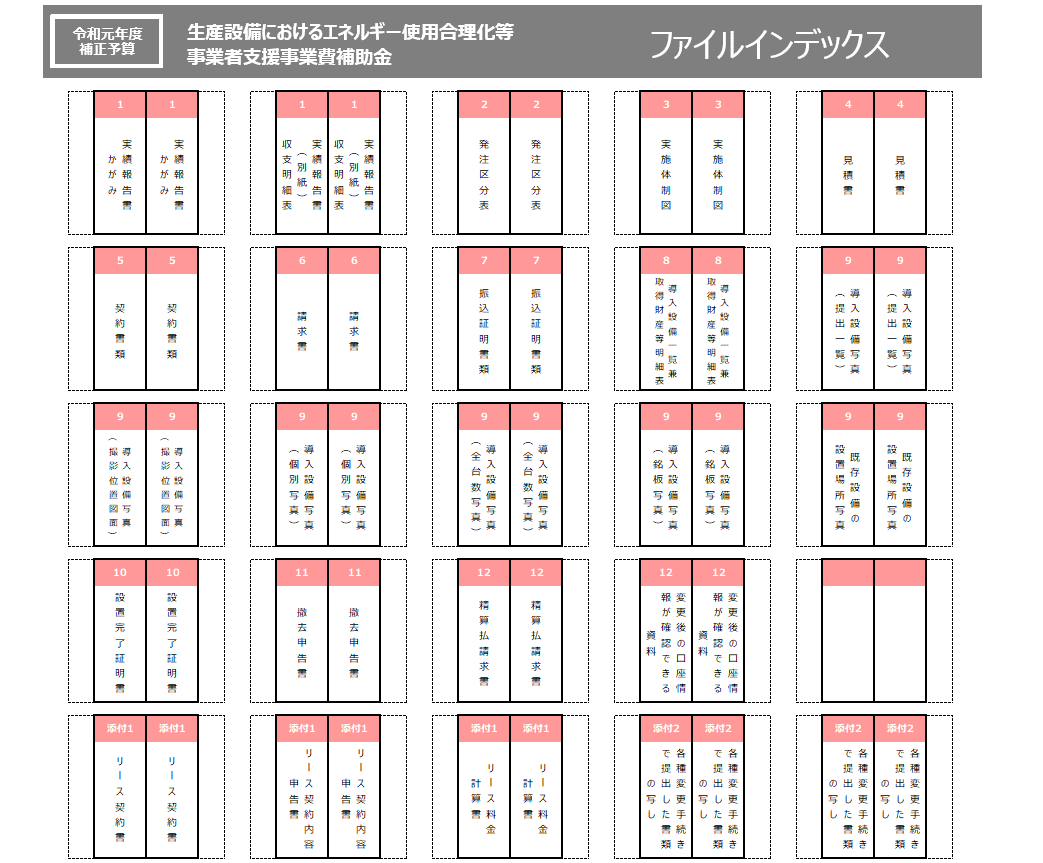 令和元年度
補正予算
生産設備におけるエネルギー使用合理化等
事業者支援事業費補助金
ファイルインデックス
1
実績報告書
かがみ
1
実績報告書
かがみ
1
実績報告書
（別紙）
収支明細表
1
実績報告書
（別紙）
収支明細表
2
発注区分表
2
発注区分表
3
実施体制図
3
実施体制図
4
見積書
4
見積書
5
契約書類
5
契約書類
6
請求書
6
請求書
7
振込証明書類
7
振込証明書類
8
導入設備一覧兼
取得財産等明細表
8
導入設備一覧兼
取得財産等明細表
9
導入設備写真
（提出一覧）
9
導入設備写真
（提出一覧）
9
導入設備写真
（撮影位置図面）
9
導入設備写真
（撮影位置図面）
9
導入設備写真
（個別写真）
9
導入設備写真
（個別写真）
9
導入設備写真
（全台数写真）
9
導入設備写真
（全台数写真）
9
導入設備写真
（銘板写真）
9
導入設備写真
（銘板写真）
9
既存設備の
設置場所写真
9
既存設備の
設置場所写真
10
設置完了証明書
10
設置完了証明書
11
撤去申告書
11
撤去申告書
12
精算払請求書
12
精算払請求書
12
変更後の口座情
報が確認できる
資料
12
変更後の口座情
報が確認できる
資料
添付1
リース契約書
添付1
リース契約書
添付1
リース契約内容
申告書
添付1
リース契約内容
申告書
添付1
リース料金
計算書
添付1
リース料金
計算書
添付2
各種変更手続き
で提出した書類
の写し
添付2
各種変更手続き
で提出した書類
の写し
添付2
各種変更手続き
で提出した書類
の写し
添付2
各種変更手続き
で提出した書類
の写し